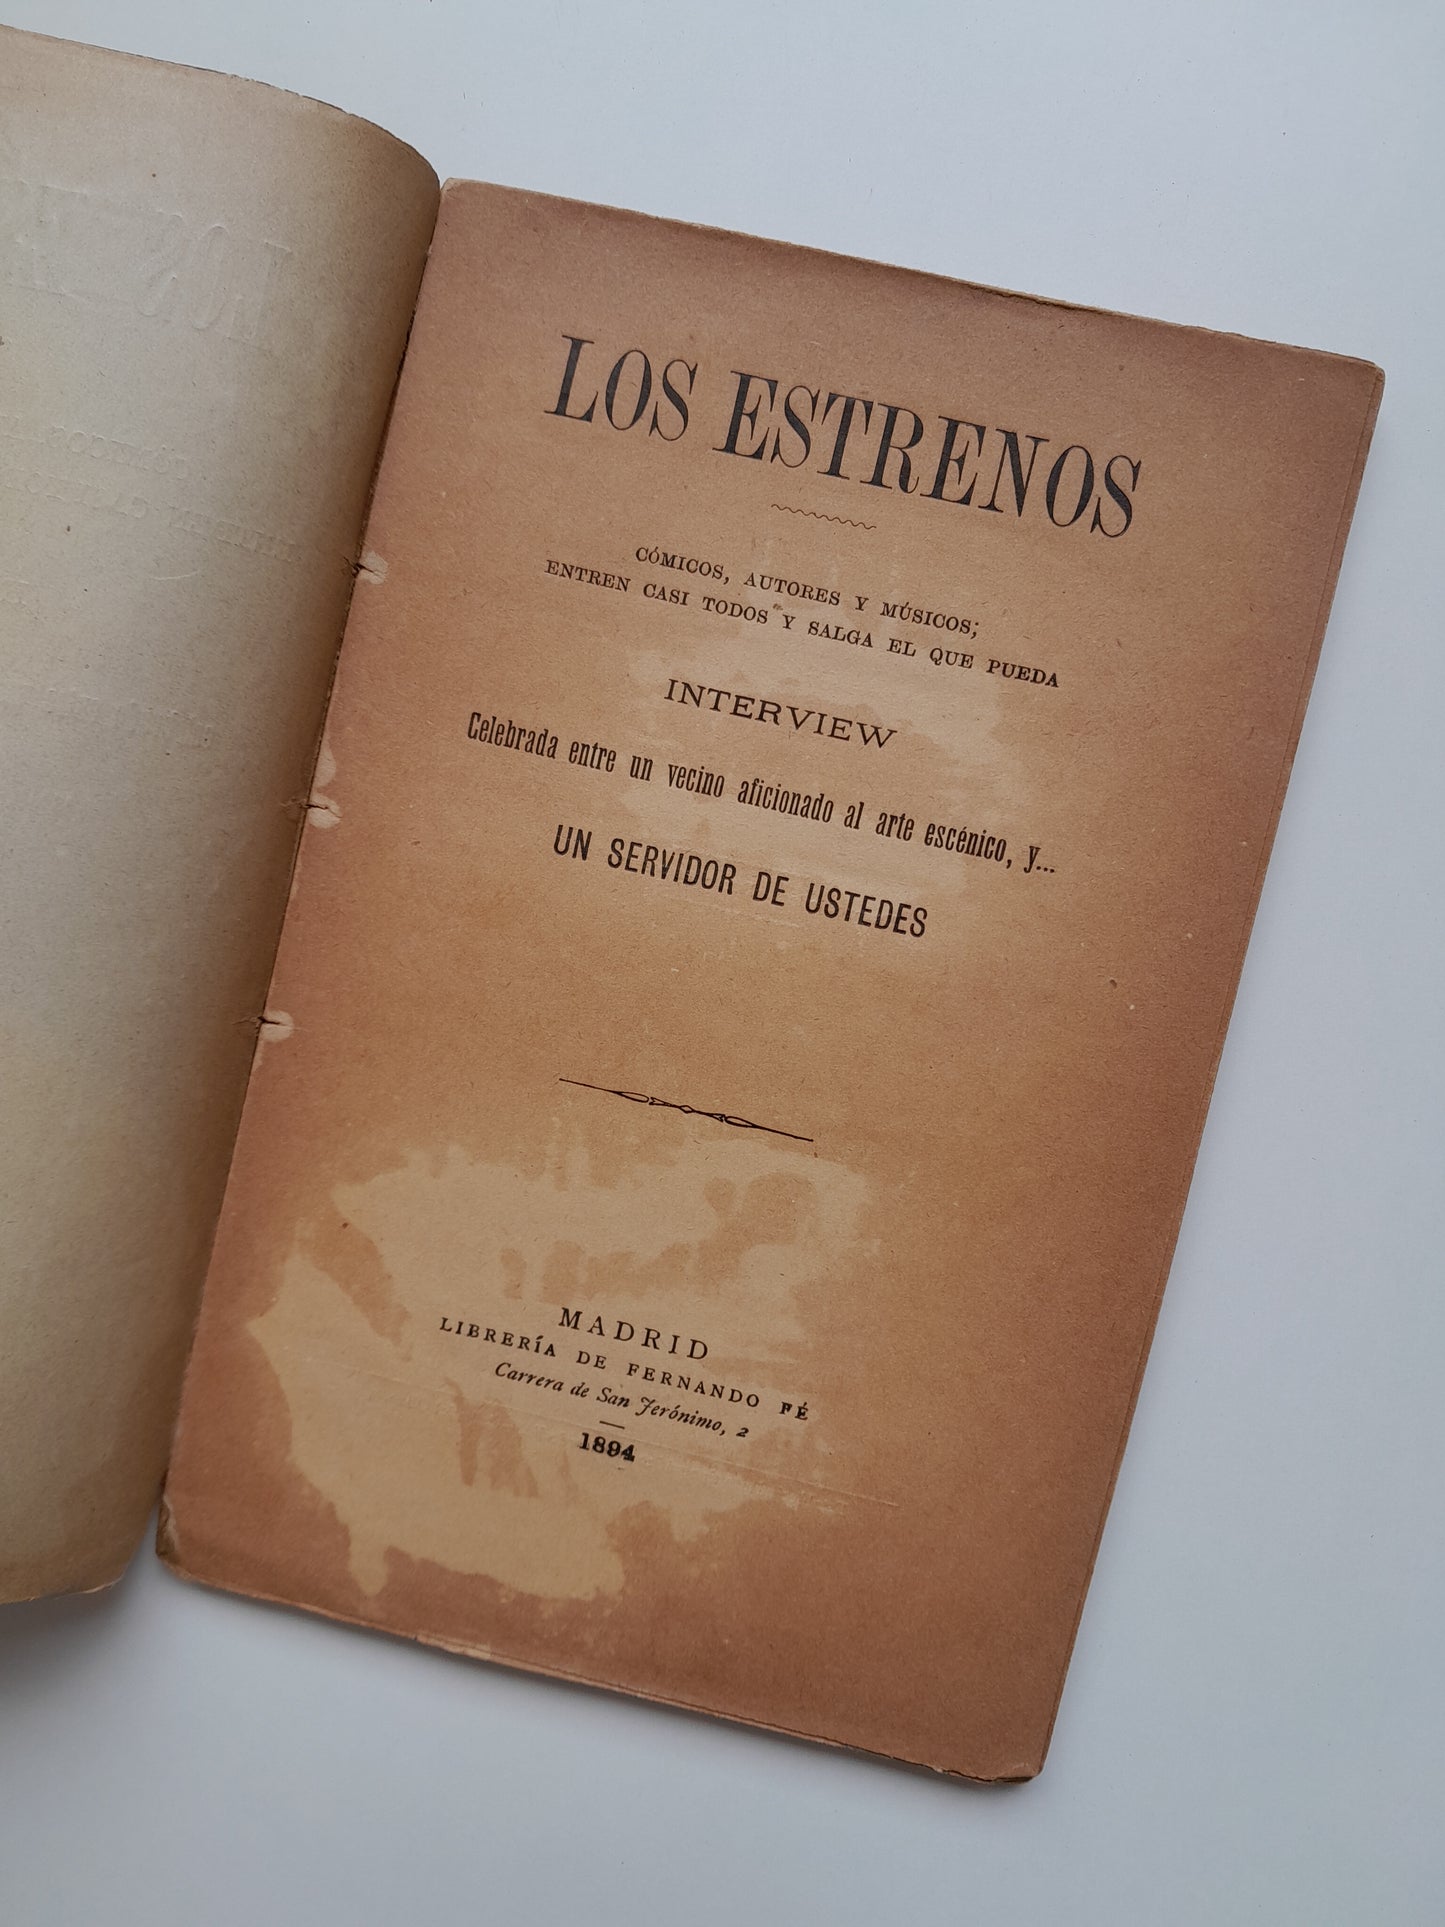 LOS ESTRENOS
CÓMICOS, AUTORES Y MÚSICOS;
ENTREN CASI TODOS Y SALGA EL QUE PUEDA
INTERVIEW
Celebrada entre un vecino aficionado al arte escénico, y...
UN SERVIDOR DE USTEDES
MADRID
LIBRERÍA DE FERNANDO FÉ
Carrera de San Jerónimo, 2
1894